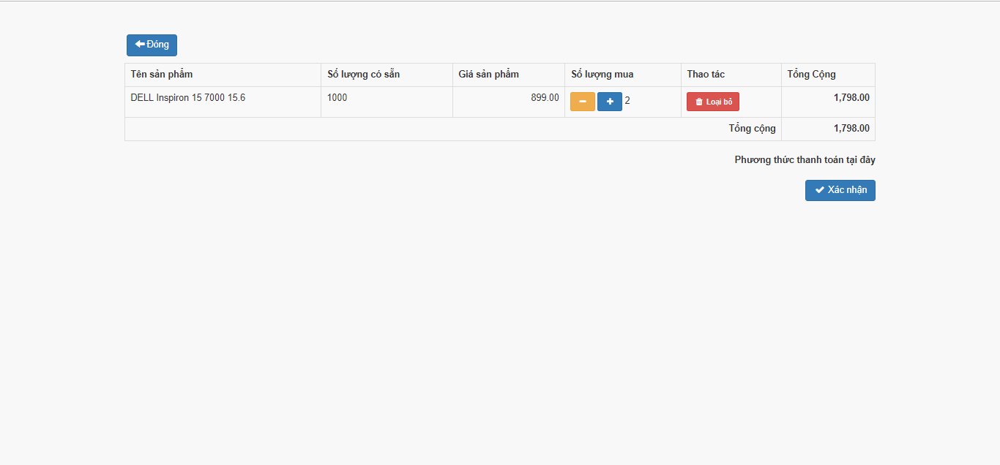 Đóng
Tên sản phẩm Số lượng có sẵn Giá sản phẩm Số lượng mua Thao tác Tổng Cộng
DELL Inspiron 15 7000 15.6 1000 899.00 2 Loại bỏ 1,798.00
Tổng cộng 1,798.00
Phương thức thanh toán tại đây
Xác nhận